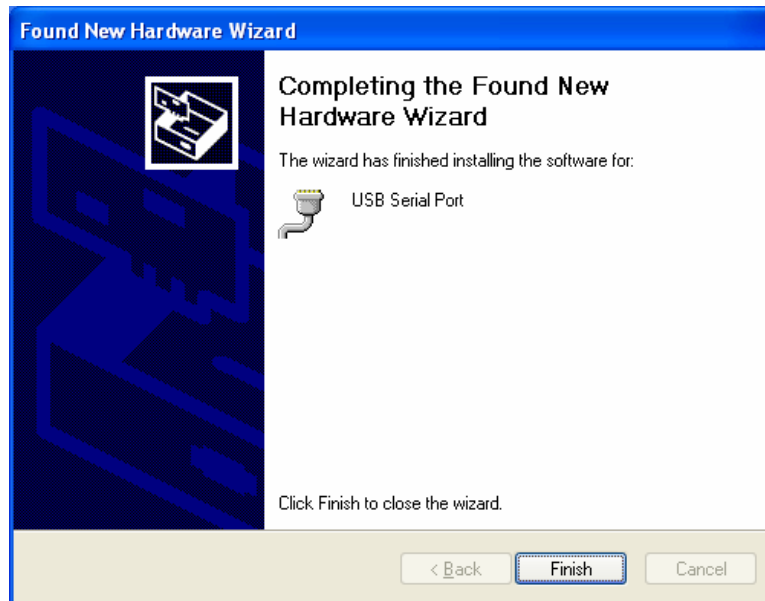 Found New Hardware Wizard
Completing the Found New
Hardware Wizard
The wizard has finished installing the software for:
USB Serial Port
Click Finish to close the wizard.
< Back
Finish
Cancel